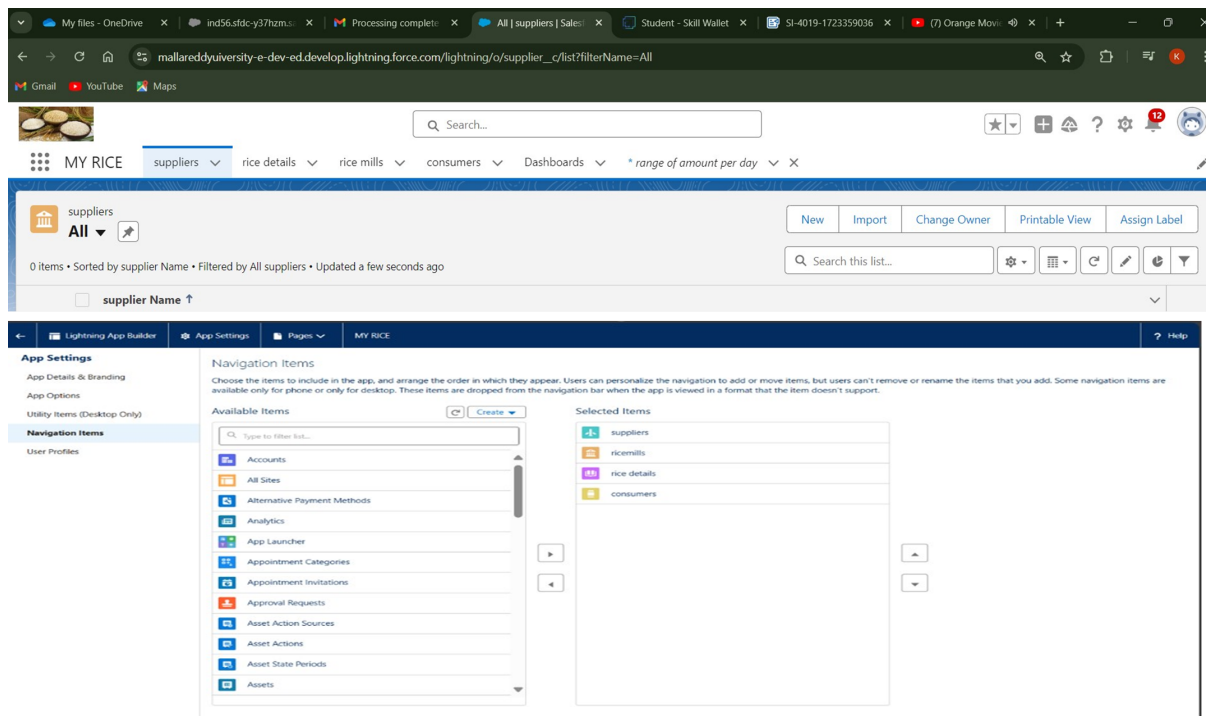 My files - OneDrive
ind56.sfdc-y37hzm.s
Processing complete
All | suppliers | Salesf
Student - Skill Wallet
SI-4019-1723359036
(7) Orange Movi
mallareddyuiversity-e-dev-ed.develop.lightning.force.com/lightning/o/supplier__c/list?filterName=All
K
Gmail YouTube Maps
Search...
12
MY RICE suppliers rice details rice mills consumers Dashboards * range of amount per day
suppliers
All
New Import Change Owner Printable View Assign Label
0 items • Sorted by supplier Name • Filtered by All suppliers • Updated a few seconds ago
Search this list...
supplier Name ↑
Lightning App Builder App Settings Pages MY RICE ? Help
App Settings
App Details & Branding
App Options
Utility Items (Desktop Only)
Navigation Items
User Profiles
Navigation Items
Choose the items to include in the app, and arrange the order in which they appear. Users can personalize the navigation to add or move items, but users can't remove or rename the items that you add. Some navigation items are
available only for phone or only for desktop. These items are dropped from the navigation bar when the app is viewed in a format that the item doesn't support.
Available Items
Create
Type to filter list...
Accounts
All Sites
Alternative Payment Methods
Analytics
App Launcher
Appointment Categories
Appointment Invitations
Approval Requests
Asset Action Sources
Asset Actions
Asset State Periods
Assets
Selected Items
suppliers
ricemills
rice details
consumers